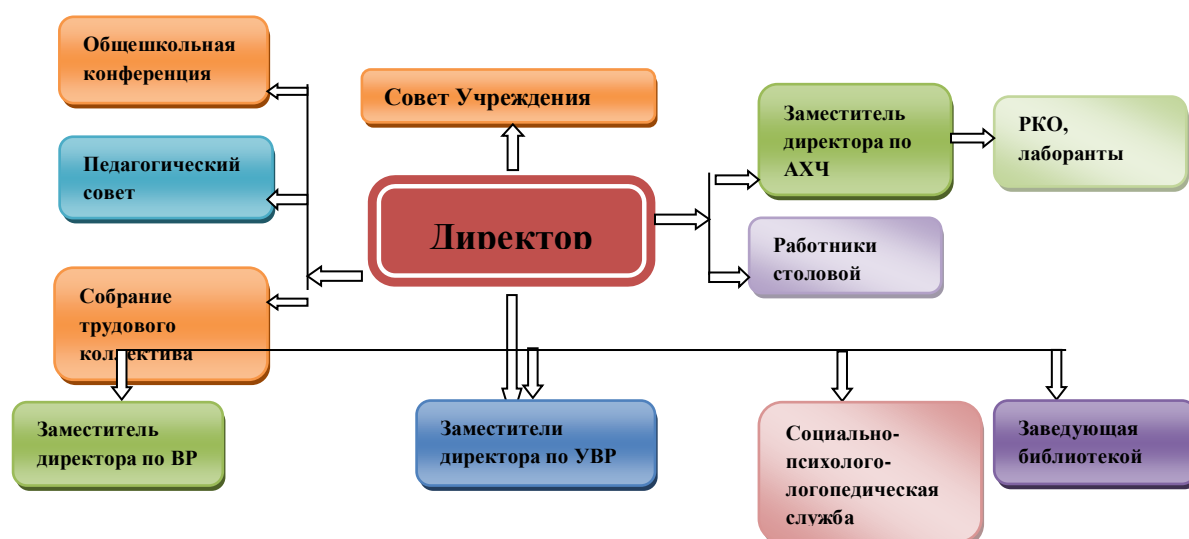 Общешкольная
конференция
Совет Учреждения
Заместитель
директора по
АХЧ
РКО,
лаборанты
Педагогический
совет
Директор
Работники
столовой
Собрание
трудового
коллектива
Заместитель
директора по ВР
Заместители
директора по УВР
Социально-
психолого-
логопедическая
служба
Заведующая
библиотекой